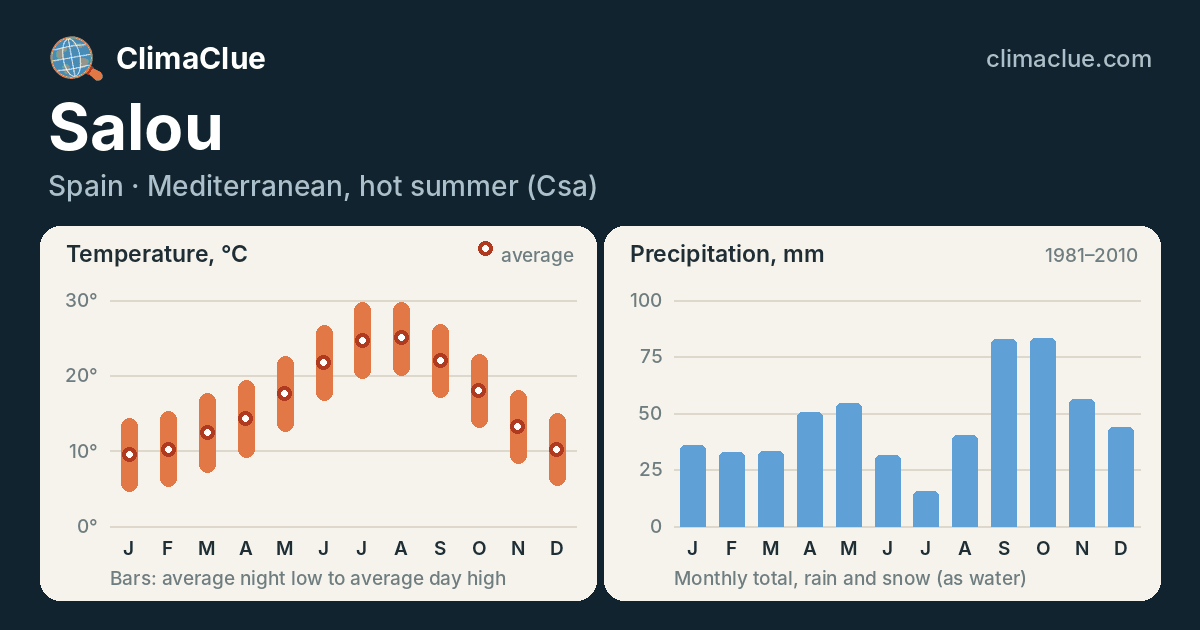 ClimaClue
climaclue.com
Salou
Spain · Mediterranean, hot summer (Csa)
Temperature, °C
average
30°
20°
10°
0°
J F M A M J J A S O N D
Bars: average night low to average day high
Precipitation, mm
1981–2010
100
75
50
25
0
J F M A M J J A S O N D
Monthly total, rain and snow (as water)